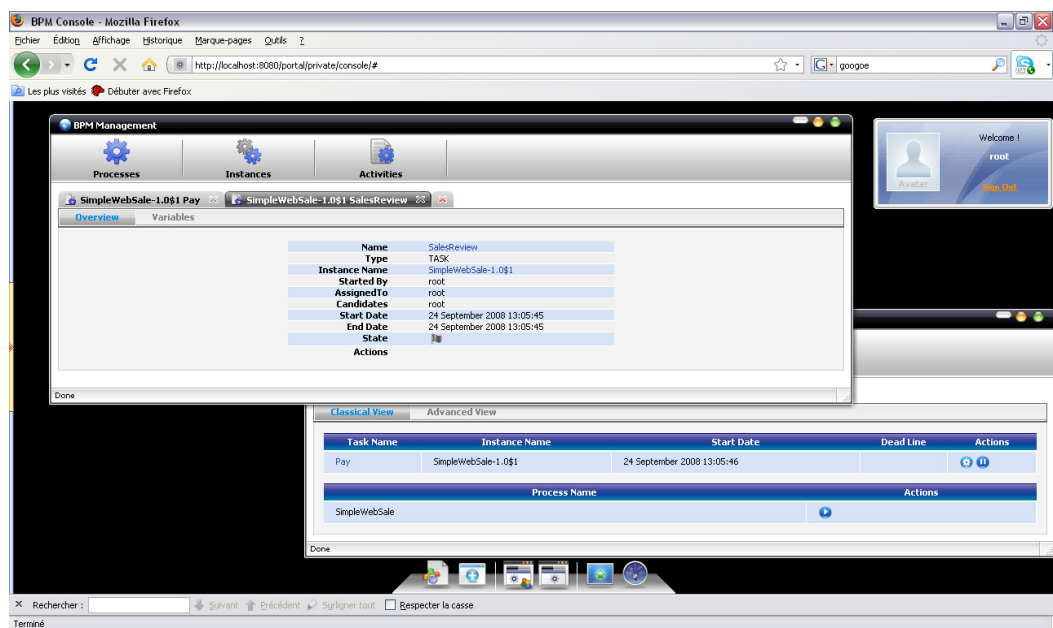 BPM Console - Mozilla Firefox
Fichier Édition Affichage Historique Marque-pages Outils ?
http://localhost:8080/portal/private/console/#
googoe
Les plus visités Débuter avec Firefox
BPM Management
Processes Instances Activities
Welcome !
root
Avatar
Sign Out
SimpleWebSale-1.0$1 Pay SimpleWebSale-1.0$1 SalesReview
Overview Variables
Name SalesReview
Type TASK
Instance Name SimpleWebSale-1.0$1
Started By root
AssignedTo root
Candidates root
Start Date 24 September 2008 13:05:45
End Date 24 September 2008 13:05:45
State
Actions
Done
Classical View Advanced View
Task Name Instance Name Start Date Dead Line Actions
Pay SimpleWebSale-1.0$1 24 September 2008 13:05:46
Process Name Actions
SimpleWebSale
Done
Rechercher : Suivant Précédent Surligner tout Respecter la casse
Terminé